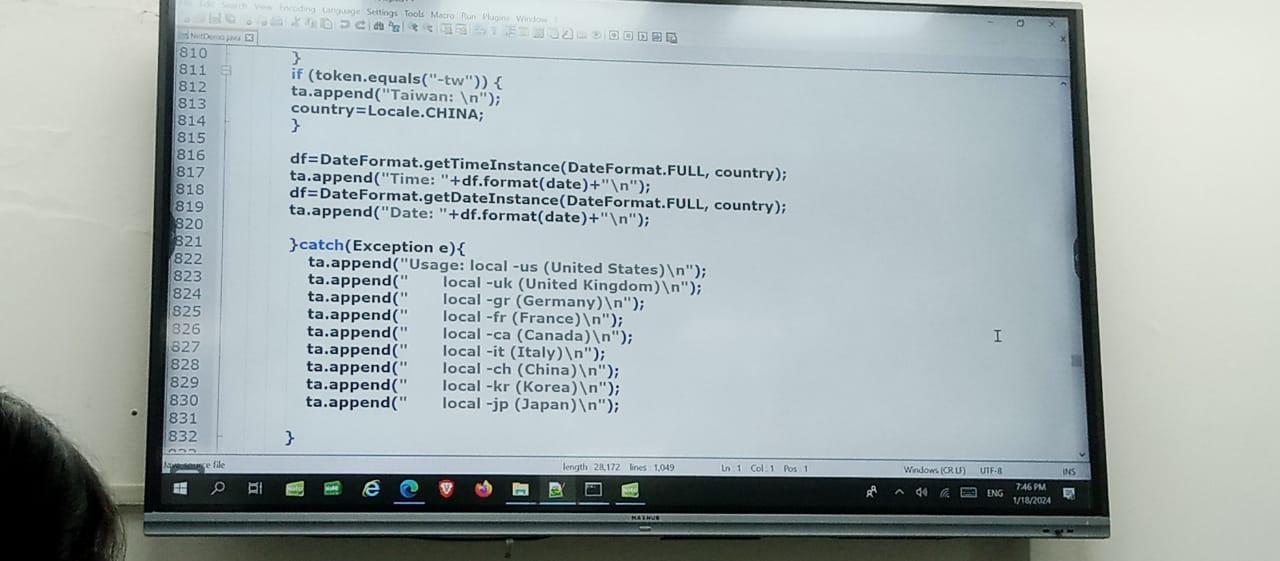 File Edit Search View Encoding Language Settings Tools Macro Run Plugins Window ?
NetDemo.java
810 }
811 if (token.equals("-tw")) {
812 ta.append("Taiwan: \n");
813 country=Locale.CHINA;
814 }
815
816 df=DateFormat.getTimeInstance(DateFormat.FULL, country);
817 ta.append("Time: "+df.format(date)+"\n");
818 df=DateFormat.getDateInstance(DateFormat.FULL, country);
819 ta.append("Date: "+df.format(date)+"\n");
820
821 }catch(Exception e){
822 ta.append("Usage: local -us (United States)\n");
823 ta.append("      local -uk (United Kingdom)\n");
824 ta.append("      local -gr (Germany)\n");
825 ta.append("      local -fr (France)\n");
826 ta.append("      local -ca (Canada)\n");
827 ta.append("      local -it (Italy)\n");
828 ta.append("      local -ch (China)\n");
829 ta.append("      local -kr (Korea)\n");
830 ta.append("      local -jp (Japan)\n");
831
832 }
Java source file length 28,172 lines : 1,049 Ln : 1 Col : 1 Pos : 1 Windows (CR LF) UTF-8 INS
ENG 7:46 PM
1/18/2024
MAXHUB